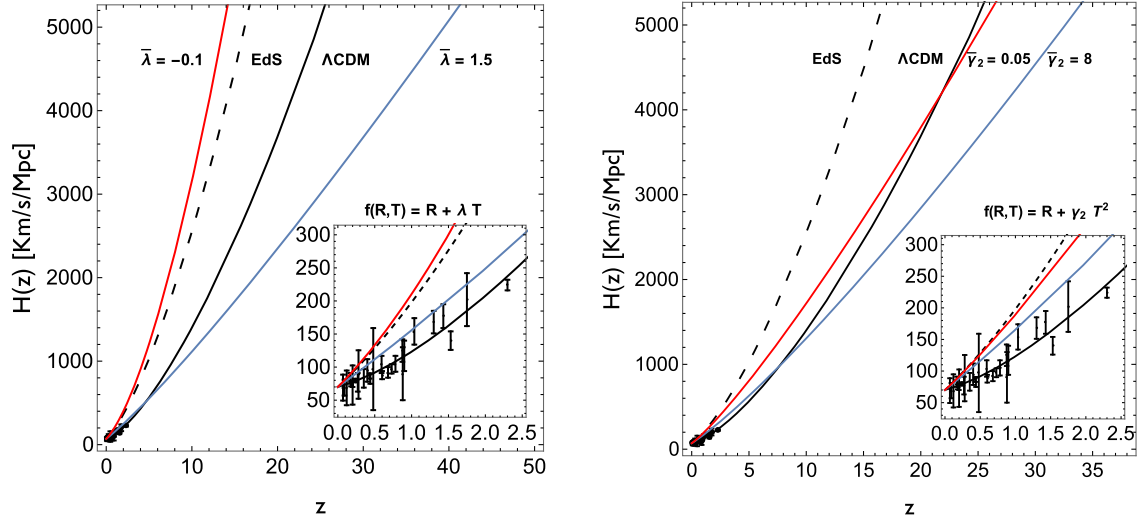 H(z) [Km/s/Mpc]
5000
4000
3000
2000
1000
0
λ̅ = −0.1
EdS
ΛCDM
λ̅ = 1.5
f(R,T) = R + λ T
300
250
200
150
100
50
0.0 0.5 1.0 1.5 2.0 2.5
0 10 20 30 40 50
z
H(z) [Km/s/Mpc]
5000
4000
3000
2000
1000
0
EdS
ΛCDM
γ̅₂ = 0.05
γ̅₂ = 8
f(R,T) = R + γ₂ T²
300
250
200
150
100
50
0.0 0.5 1.0 1.5 2.0 2.5
0 5 10 15 20 25 30 35
z